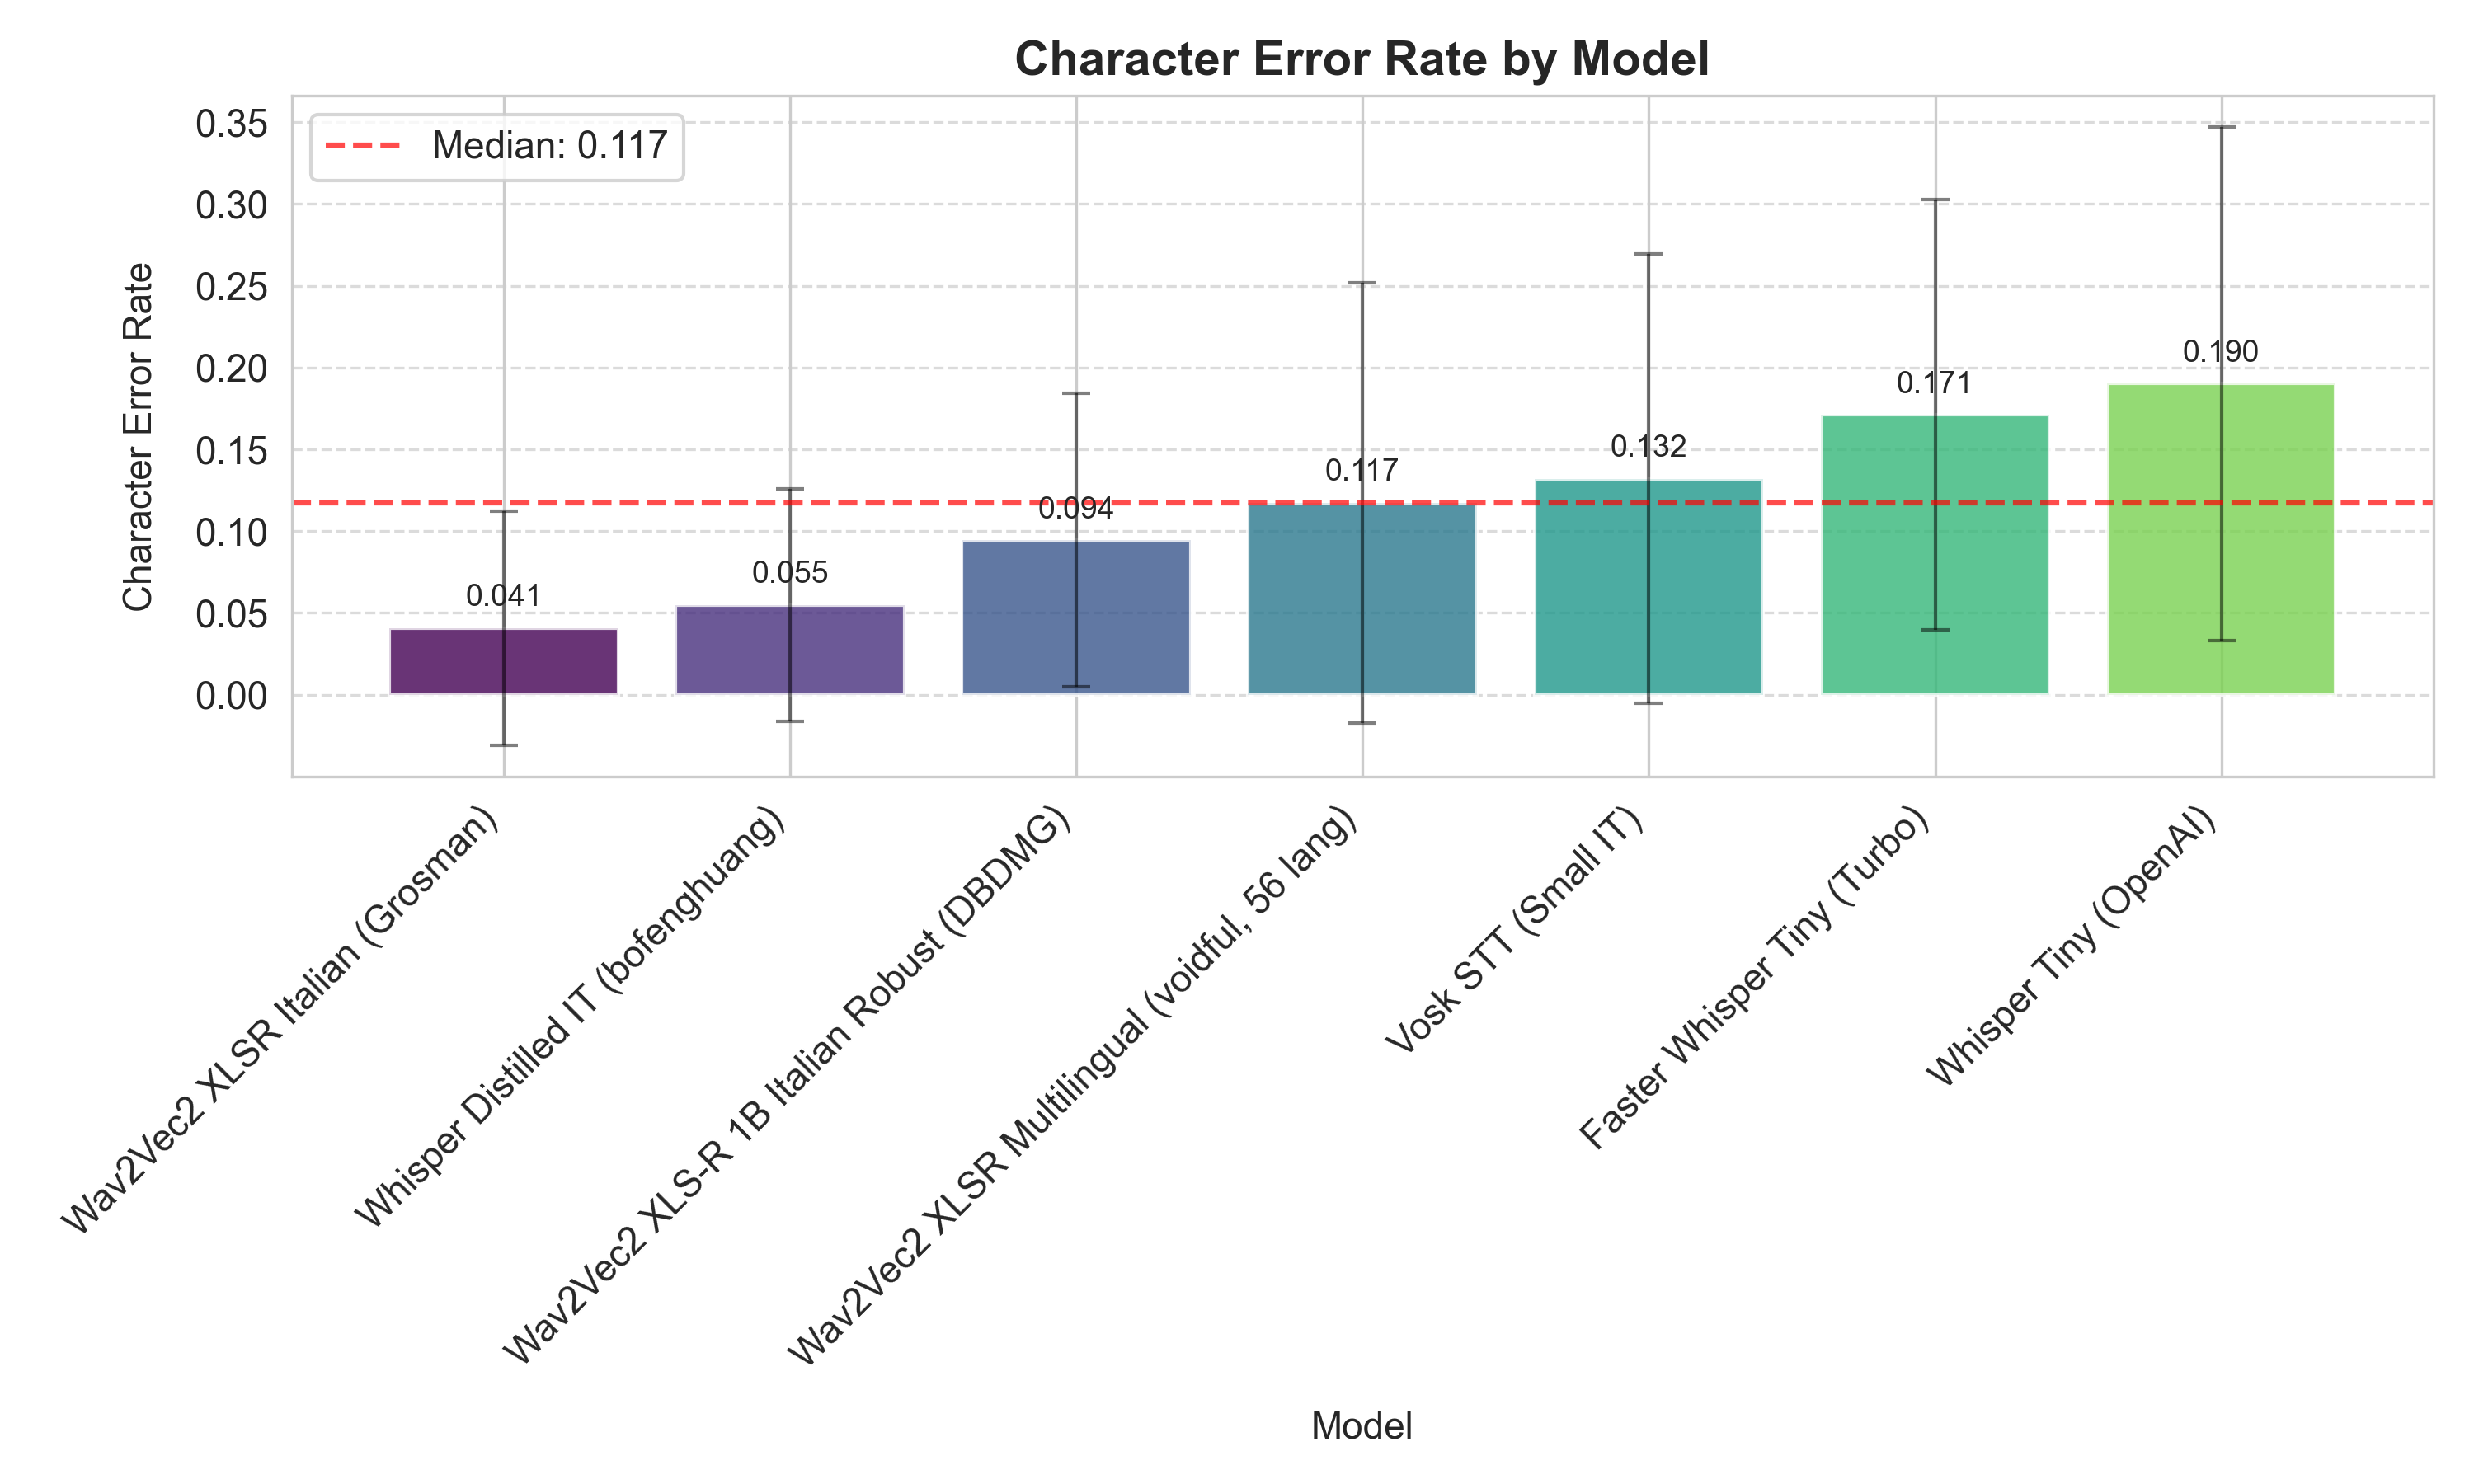 Character Error Rate by Model
Median: 0.117
Character Error Rate
0.35
0.30
0.25
0.20
0.15
0.10
0.05
0.00
0.041
0.055
0.094
0.117
0.132
0.171
0.190
Wav2Vec2 XLSR Italian (Grosman)
Whisper Distilled IT (bofenghuang)
Wav2Vec2 XLS-R 1B Italian Robust (DBDMG)
Wav2Vec2 XLSR Multilingual (voidful, 56 lang)
Vosk STT (Small IT)
Faster Whisper Tiny (Turbo)
Whisper Tiny (OpenAI)
Model